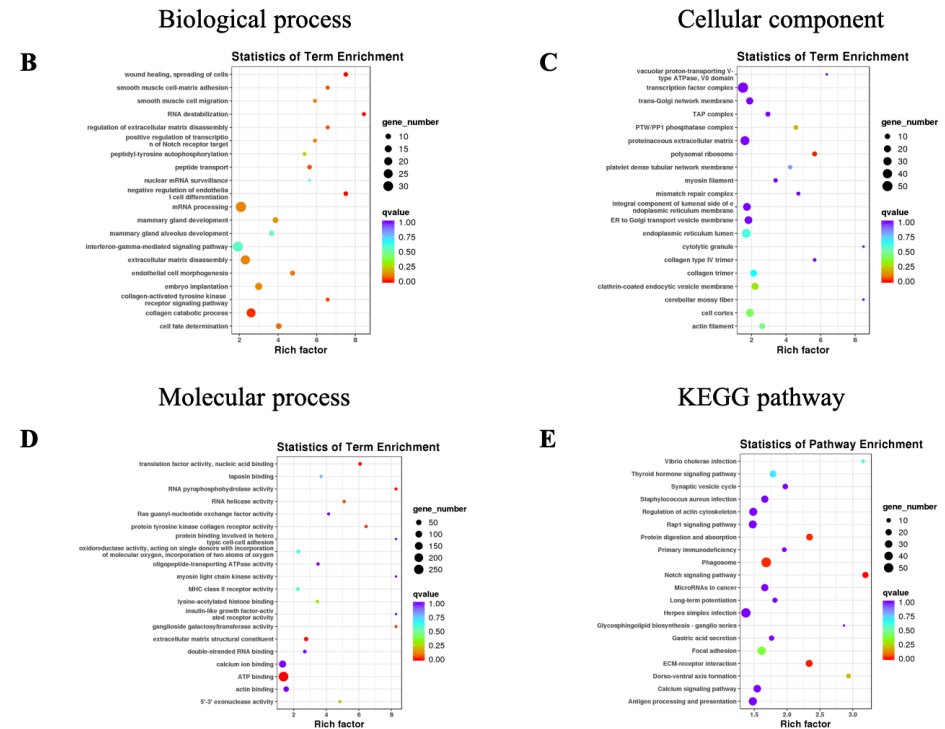 Biological process
Cellular component
B
Statistics of Term Enrichment
wound healing, spreading of cells
smooth muscle cell-matrix adhesion
smooth muscle cell migration
RNA destabilization
regulation of extracellular matrix disassembly
positive regulation of transcriptio
n of Notch receptor target
peptidyl-tyrosine autophosphorylation
peptide transport
nuclear mRNA surveillance
negative regulation of endothelia
l cell differentiation
mRNA processing
mammary gland development
mammary gland alveolus development
interferon-gamma-mediated signaling pathway
extracellular matrix disassembly
endothelial cell morphogenesis
embryo implantation
collagen-activated tyrosine kinase
receptor signaling pathway
collagen catabolic process
cell fate determination
2 4 6 8
Rich factor
gene_number
10
15
20
25
30
qvalue
1.00
0.75
0.50
0.25
0.00
C
Statistics of Term Enrichment
vacuolar proton-transporting V-
type ATPase, V0 domain
transcription factor complex
trans-Golgi network membrane
TAP complex
PTW/PP1 phosphatase complex
proteinaceous extracellular matrix
polysomal ribosome
platelet dense tubular network membrane
myosin filament
mismatch repair complex
integral component of lumenal side of e
ndoplasmic reticulum membrane
ER to Golgi transport vesicle membrane
endoplasmic reticulum lumen
cytolytic granule
collagen type IV trimer
collagen trimer
clathrin-coated endocytic vesicle membrane
cerebellar mossy fiber
cell cortex
actin filament
2 4 6 8
Rich factor
gene_number
10
20
30
40
50
qvalue
1.00
0.75
0.50
0.25
0.00
Molecular process
KEGG pathway
D
Statistics of Term Enrichment
translation factor activity, nucleic acid binding
tapasin binding
RNA pyrophosphohydrolase activity
RNA helicase activity
Ras guanyl-nucleotide exchange factor activity
protein tyrosine kinase collagen receptor activity
protein binding involved in hetero
typic cell-cell adhesion
oxidoreductase activity, acting on single donors with incorporation
of molecular oxygen, incorporation of two atoms of oxygen
oligopeptide-transporting ATPase activity
myosin light chain kinase activity
MHC class II receptor activity
lysine-acetylated histone binding
insulin-like growth factor-activ
ated receptor activity
ganglioside galactosyltransferase activity
extracellular matrix structural constituent
double-stranded RNA binding
calcium ion binding
ATP binding
actin binding
5'-3' exonuclease activity
2 4 6 8
Rich factor
gene_number
50
100
150
200
250
qvalue
1.00
0.75
0.50
0.25
0.00
E
Statistics of Pathway Enrichment
Vibrio cholerae infection
Thyroid hormone signaling pathway
Synaptic vesicle cycle
Staphylococcus aureus infection
Regulation of actin cytoskeleton
Rap1 signaling pathway
Protein digestion and absorption
Primary immunodeficiency
Phagosome
Notch signaling pathway
MicroRNAs in cancer
Long-term potentiation
Herpes simplex infection
Glycosphingolipid biosynthesis - ganglio series
Gastric acid secretion
Focal adhesion
ECM-receptor interaction
Dorso-ventral axis formation
Calcium signaling pathway
Antigen processing and presentation
1.5 2.0 2.5 3.0
Rich factor
gene_number
10
20
30
40
50
qvalue
1.00
0.75
0.50
0.25
0.00